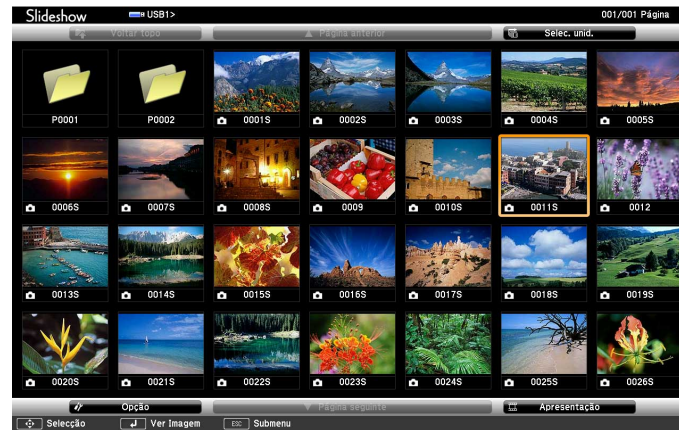 Slideshow USB1> 001/001 Página
Voltar topo Página anterior Selec. unid.
P0001 P0002 0001S 0002S 0003S 0004S 0005S
0006S 0007S 0008S 0009 0010S 0011S 0012
0013S 0014S 0015S 0016S 0017S 0018S 0019S
0020S 0021S 0022S 0023S 0024S 0025S 0026S
Opção Página seguinte Apresentação
Selecção Ver Imagem ESC Submenu